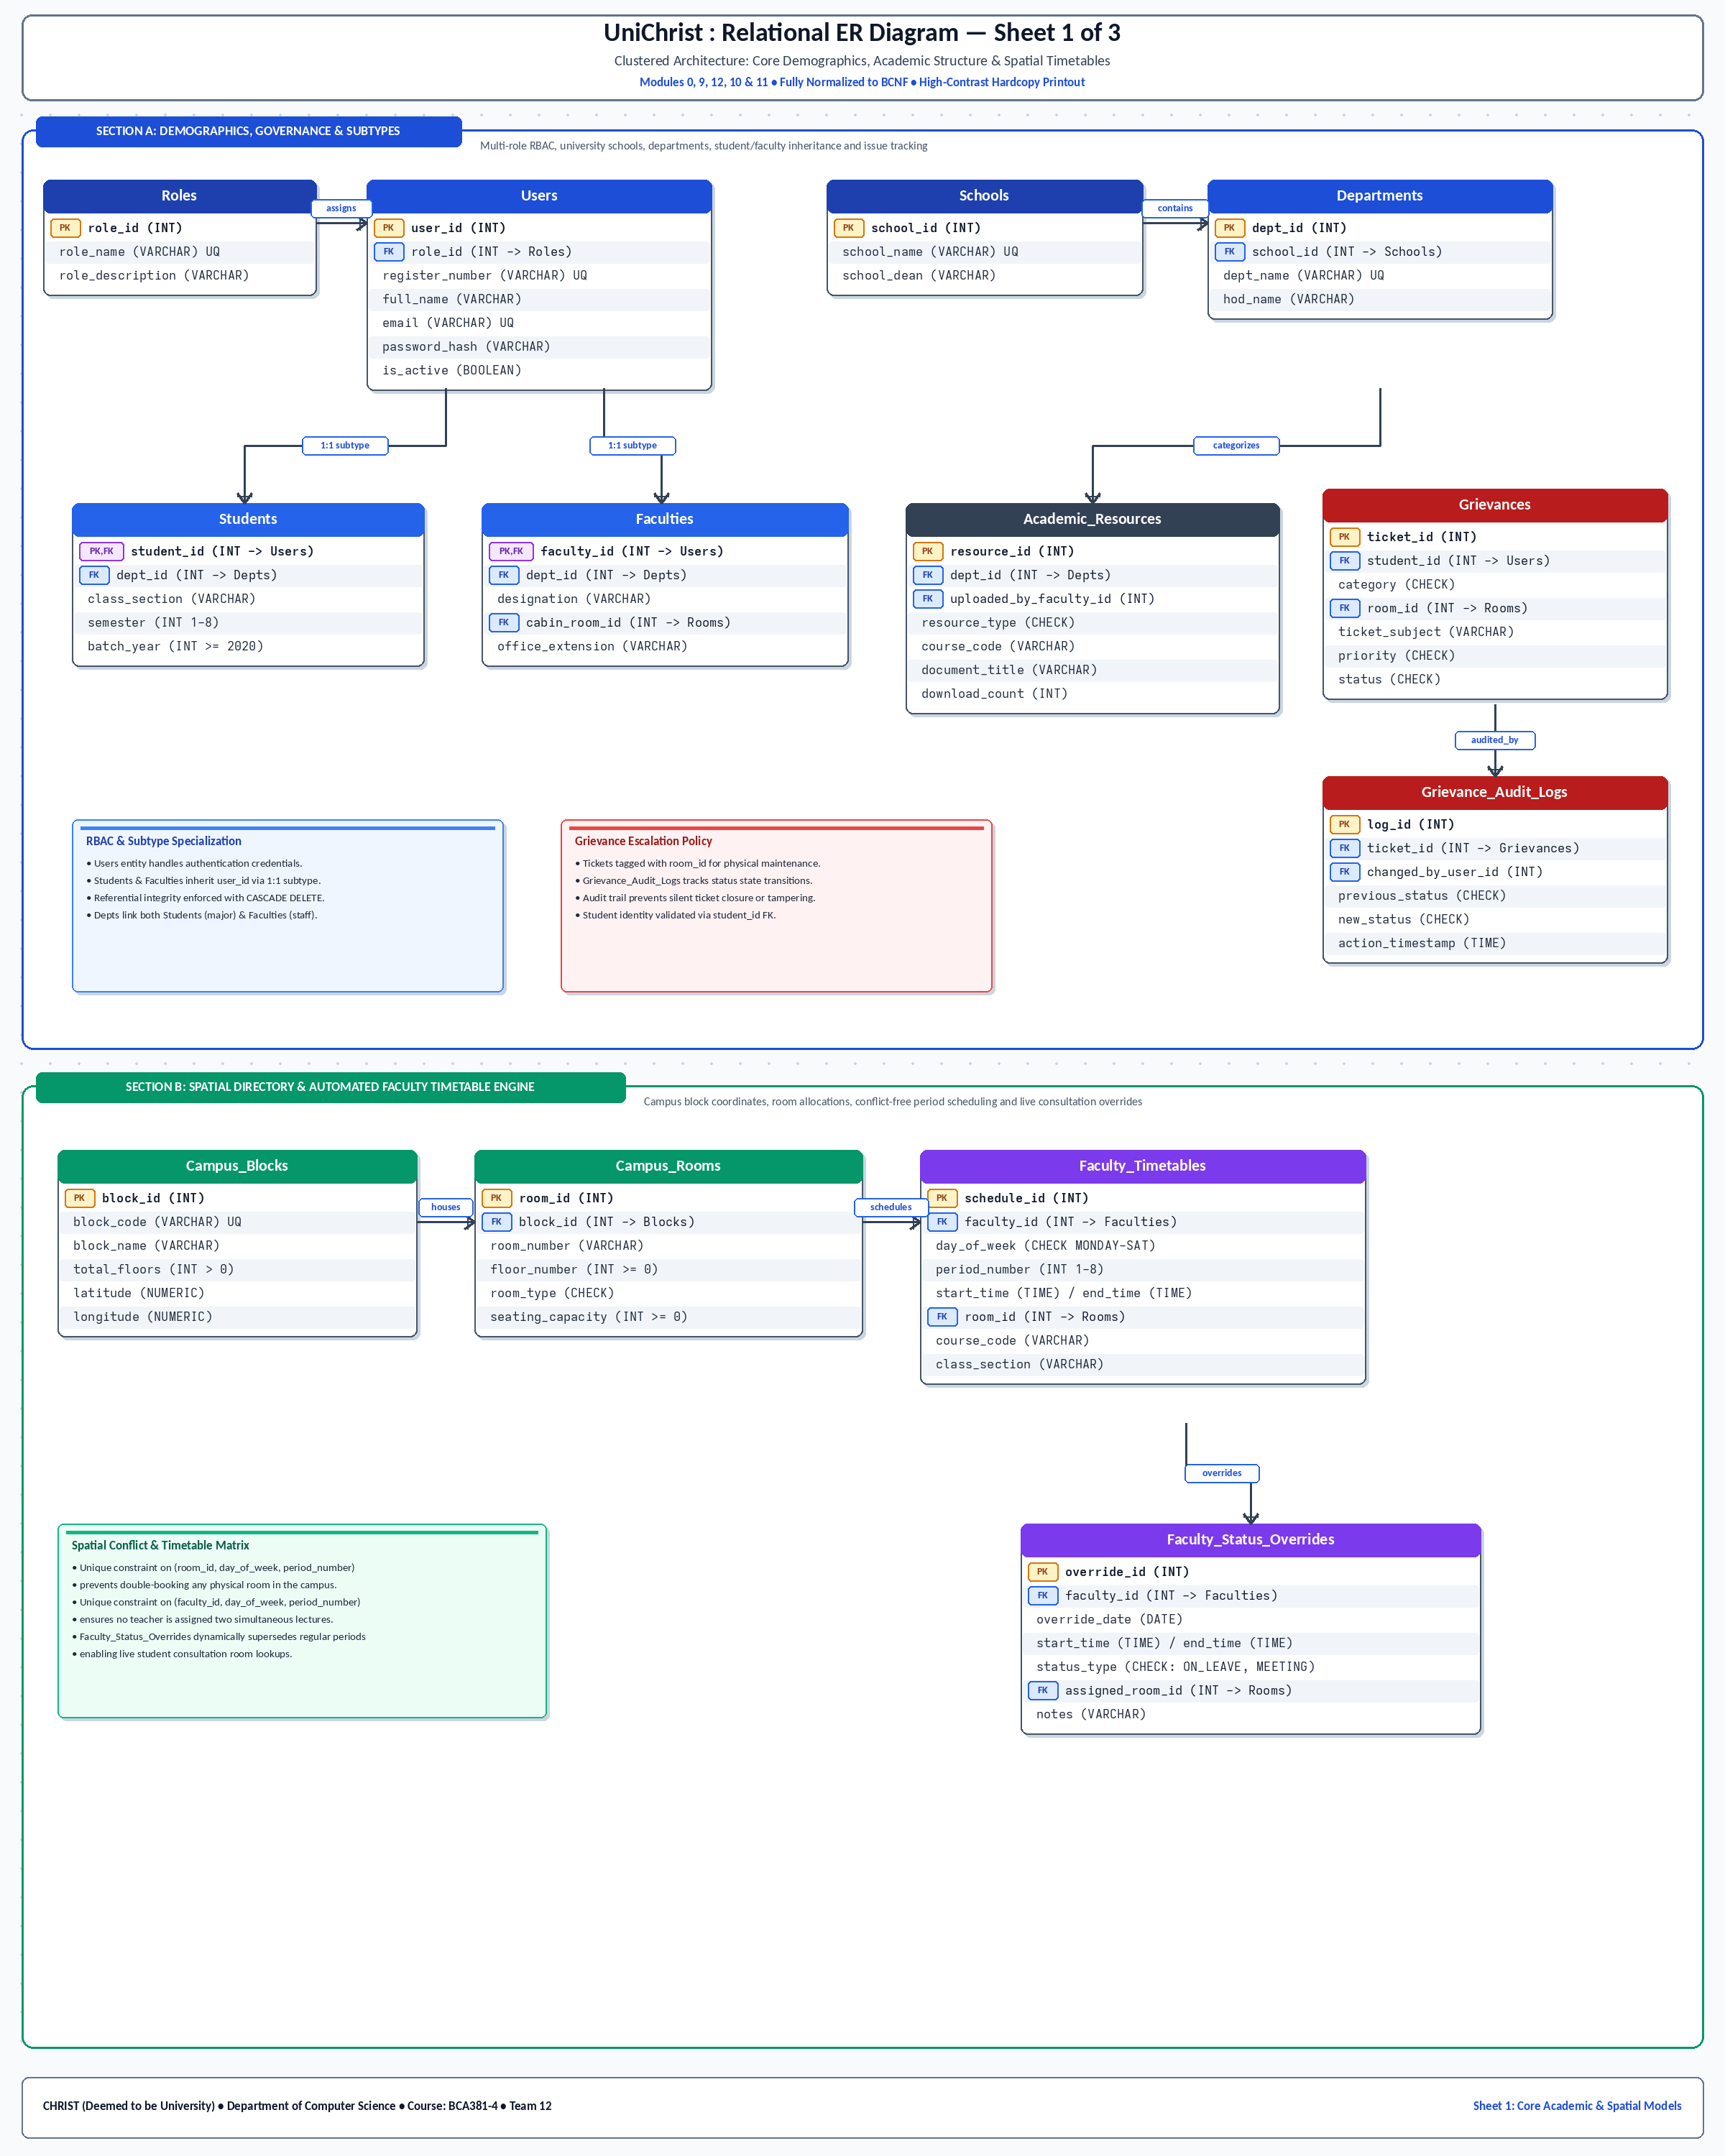 UniChrist : Relational ER Diagram — Sheet 1 of 3
Clustered Architecture: Core Demographics, Academic Structure & Spatial Timetables
Modules 0, 9, 12, 10 & 11 • Fully Normalized to BCNF • High-Contrast Hardcopy Printout
SECTION A: DEMOGRAPHICS, GOVERNANCE & SUBTYPES
Multi-role RBAC, university schools, departments, student/faculty inheritance and issue tracking
Roles
PK role_id (INT)
role_name (VARCHAR) UQ
role_description (VARCHAR)
assigns
Users
PK user_id (INT)
FK role_id (INT -> Roles)
register_number (VARCHAR) UQ
full_name (VARCHAR)
email (VARCHAR) UQ
password_hash (VARCHAR)
is_active (BOOLEAN)
Schools
PK school_id (INT)
school_name (VARCHAR) UQ
school_dean (VARCHAR)
contains
Departments
PK dept_id (INT)
FK school_id (INT -> Schools)
dept_name (VARCHAR) UQ
hod_name (VARCHAR)
1:1 subtype
1:1 subtype
categorizes
Students
PK,FK student_id (INT -> Users)
FK dept_id (INT -> Depts)
class_section (VARCHAR)
semester (INT 1-8)
batch_year (INT >= 2020)
Faculties
PK,FK faculty_id (INT -> Users)
FK dept_id (INT -> Depts)
designation (VARCHAR)
FK cabin_room_id (INT -> Rooms)
office_extension (VARCHAR)
Academic_Resources
PK resource_id (INT)
FK dept_id (INT -> Depts)
FK uploaded_by_faculty_id (INT)
resource_type (CHECK)
course_code (VARCHAR)
document_title (VARCHAR)
download_count (INT)
Grievances
PK ticket_id (INT)
FK student_id (INT -> Users)
category (CHECK)
FK room_id (INT -> Rooms)
ticket_subject (VARCHAR)
priority (CHECK)
status (CHECK)
audited_by
Grievance_Audit_Logs
PK log_id (INT)
FK ticket_id (INT -> Grievances)
FK changed_by_user_id (INT)
previous_status (CHECK)
new_status (CHECK)
action_timestamp (TIME)
RBAC & Subtype Specialization
• Users entity handles authentication credentials.
• Students & Faculties inherit user_id via 1:1 subtype.
• Referential integrity enforced with CASCADE DELETE.
• Depts link both Students (major) & Faculties (staff).
Grievance Escalation Policy
• Tickets tagged with room_id for physical maintenance.
• Grievance_Audit_Logs tracks status state transitions.
• Audit trail prevents silent ticket closure or tampering.
• Student identity validated via student_id FK.
SECTION B: SPATIAL DIRECTORY & AUTOMATED FACULTY TIMETABLE ENGINE
Campus block coordinates, room allocations, conflict-free period scheduling and live consultation overrides
Campus_Blocks
PK block_id (INT)
block_code (VARCHAR) UQ
block_name (VARCHAR)
total_floors (INT > 0)
latitude (NUMERIC)
longitude (NUMERIC)
houses
Campus_Rooms
PK room_id (INT)
FK block_id (INT -> Blocks)
room_number (VARCHAR)
floor_number (INT >= 0)
room_type (CHECK)
seating_capacity (INT >= 0)
schedules
Faculty_Timetables
PK schedule_id (INT)
FK faculty_id (INT -> Faculties)
day_of_week (CHECK MONDAY-SAT)
period_number (INT 1-8)
start_time (TIME) / end_time (TIME)
FK room_id (INT -> Rooms)
course_code (VARCHAR)
class_section (VARCHAR)
overrides
Faculty_Status_Overrides
PK override_id (INT)
FK faculty_id (INT -> Faculties)
override_date (DATE)
start_time (TIME) / end_time (TIME)
status_type (CHECK: ON_LEAVE, MEETING)
FK assigned_room_id (INT -> Rooms)
notes (VARCHAR)
Spatial Conflict & Timetable Matrix
• Unique constraint on (room_id, day_of_week, period_number)
• prevents double-booking any physical room in the campus.
• Unique constraint on (faculty_id, day_of_week, period_number)
• ensures no teacher is assigned two simultaneous lectures.
• Faculty_Status_Overrides dynamically supersedes regular periods
• enabling live student consultation room lookups.
CHRIST (Deemed to be University) • Department of Computer Science • Course: BCA381-4 • Team 12
Sheet 1: Core Academic & Spatial Models